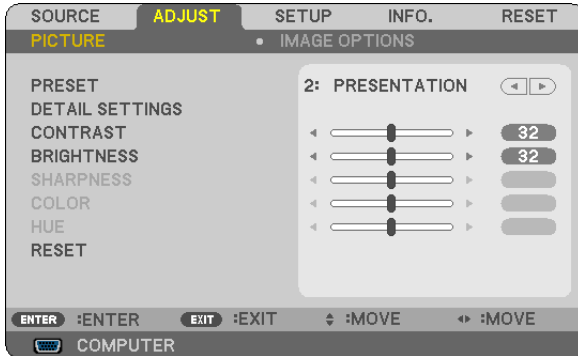 SOURCE ADJUST SETUP INFO. RESET
PICTURE • IMAGE OPTIONS
PRESET 2: PRESENTATION
DETAIL SETTINGS
CONTRAST 32
BRIGHTNESS 32
SHARPNESS
COLOR
HUE
RESET
ENTER :ENTER EXIT :EXIT :MOVE :MOVE
COMPUTER